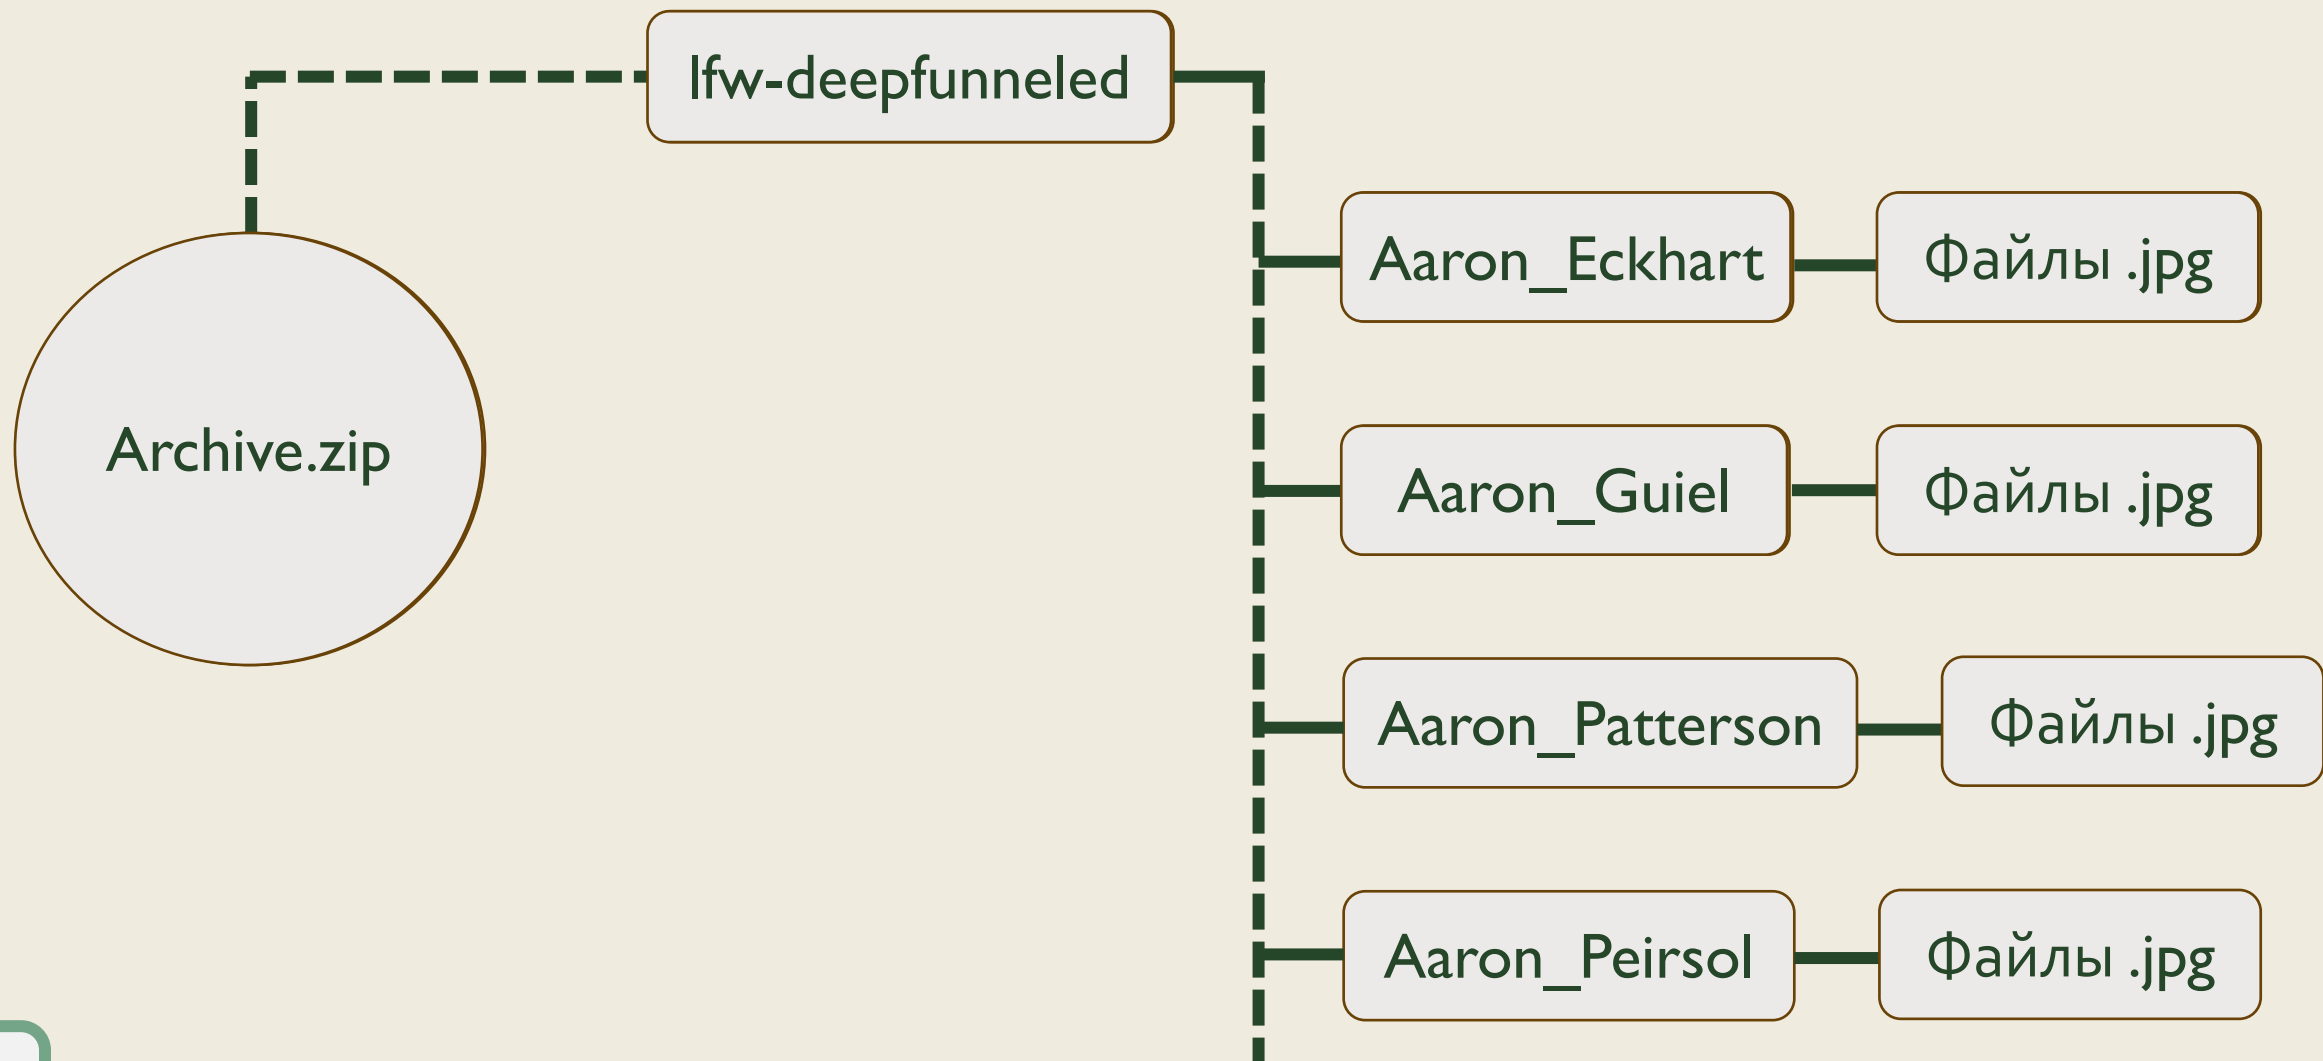 lfw-deepfunneled
Aaron_Eckhart
Файлы .jpg
Archive.zip
Aaron_Guiel
Файлы .jpg
Aaron_Patterson
Файлы .jpg
Aaron_Peirsol
Файлы .jpg